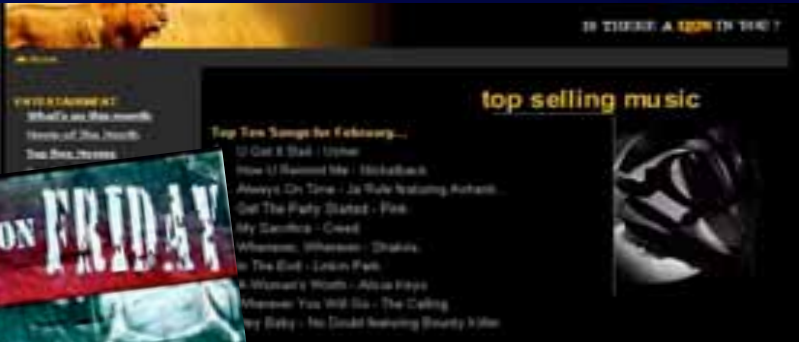 IS THERE A LION IN YOU ?
Home
ENTERTAINMENT
What's on this month
Movie of the Month
Top Box Movies
top selling music
Top Ten Songs for February...
U Got It Bad - Usher
How U Remind Me - Nickelback
Always On Time - Ja Rule featuring Ashanti
Get The Party Started - Pink
My Sacrifice - Creed
Whenever, Wherever - Shakira
In The End - Linkin Park
A Woman's Worth - Alicia Keys
Wherever You Will Go - The Calling
Hey Baby - No Doubt featuring Bounty Killer
ON FRIDAY